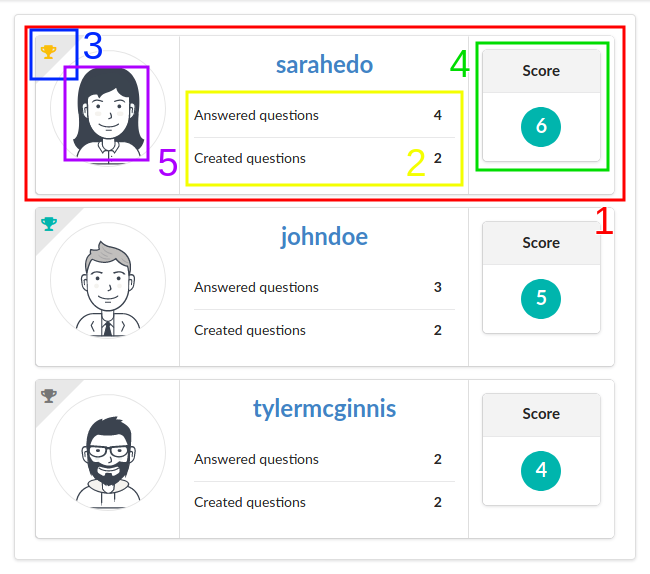 3
sarahedo
4
Score
Answered questions 4
6
5
Created questions 2 2
1
johndoe
Score
Answered questions 3
5
Created questions 2
tylermcginnis
Score
Answered questions 2
4
Created questions 2